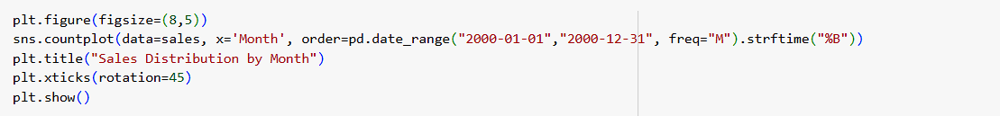 plt.figure(figsize=(8,5))
sns.countplot(data=sales, x='Month', order=pd.date_range("2000-01-01","2000-12-31", freq="M").strftime("%B"))
plt.title("Sales Distribution by Month")
plt.xticks(rotation=45)
plt.show()